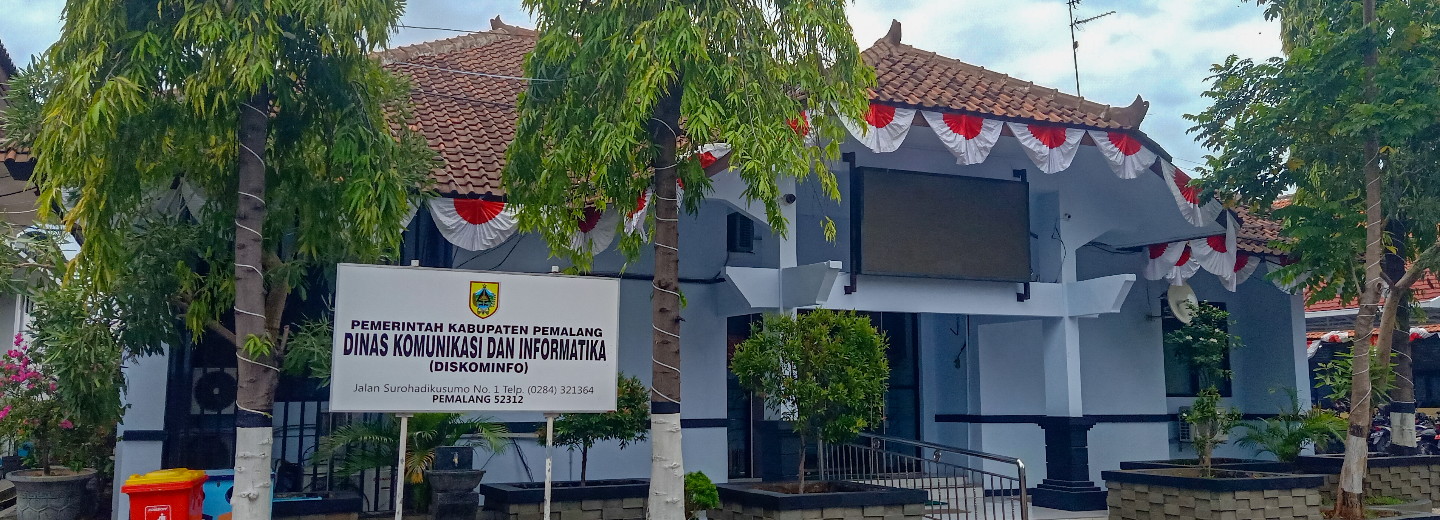 PEMERINTAH KABUPATEN PEMALANG
DINAS KOMUNIKASI DAN INFORMATIKA
(DISKOMINFO)
Jalan Surohadikusumo No. 1 Telp. (0284) 321364
PEMALANG 52312